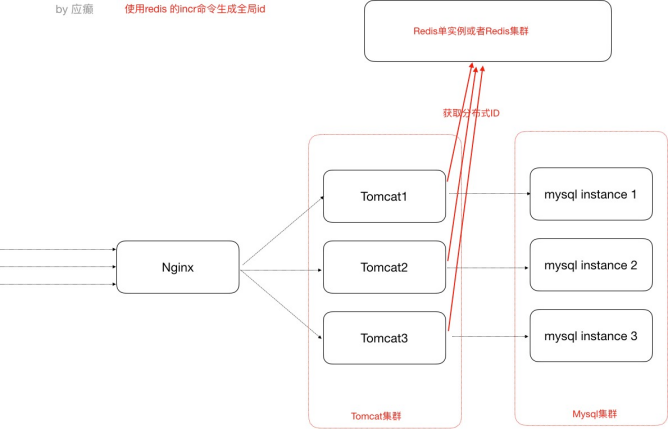 by 应癫 使用redis 的incr命令生成全局id
Redis单实例或者Redis集群
获取分布式ID
Tomcat1
mysql instance 1
Nginx
Tomcat2
mysql instance 2
Tomcat3
mysql instance 3
Tomcat集群
Mysql集群